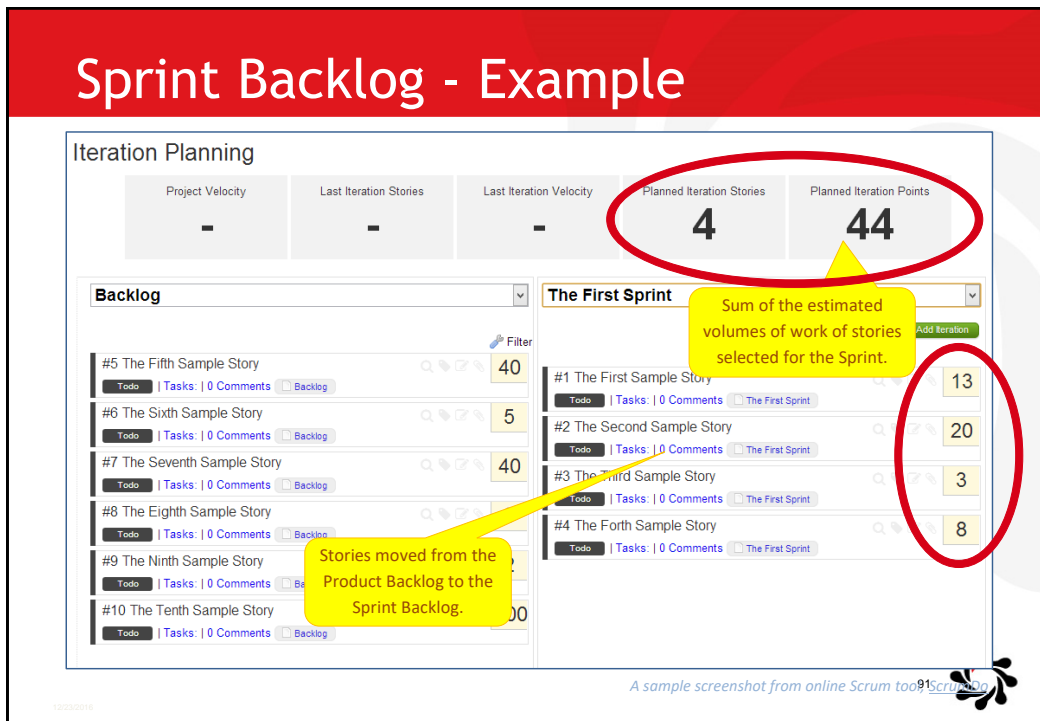 Sprint Backlog - Example
Iteration Planning
Project Velocity
-
Last Iteration Stories
-
Last Iteration Velocity
-
Planned Iteration Stories
4
Planned Iteration Points
44
Backlog
Filter
#5 The Fifth Sample Story
40
Todo | Tasks: | 0 Comments Backlog
#6 The Sixth Sample Story
5
Todo | Tasks: | 0 Comments Backlog
#7 The Seventh Sample Story
40
Todo | Tasks: | 0 Comments Backlog
#8 The Eighth Sample Story
Todo | Tasks: | 0 Comments Backlog
#9 The Ninth Sample Story
Todo | Tasks: | 0 Comments
#10 The Tenth Sample Story
Todo | Tasks: | 0 Comments Backlog
Stories moved from the
Product Backlog to the
Sprint Backlog.
The First Sprint
Sum of the estimated
volumes of work of stories
selected for the Sprint.
Add Iteration
#1 The First Sample Story
13
Todo | Tasks: | 0 Comments The First Sprint
#2 The Second Sample Story
20
Todo | Tasks: | 0 Comments The First Sprint
#3 The Third Sample Story
3
Todo | Tasks: | 0 Comments The First Sprint
#4 The Forth Sample Story
8
Todo | Tasks: | 0 Comments The First Sprint
A sample screenshot from online Scrum tool,
91
12/25/2014